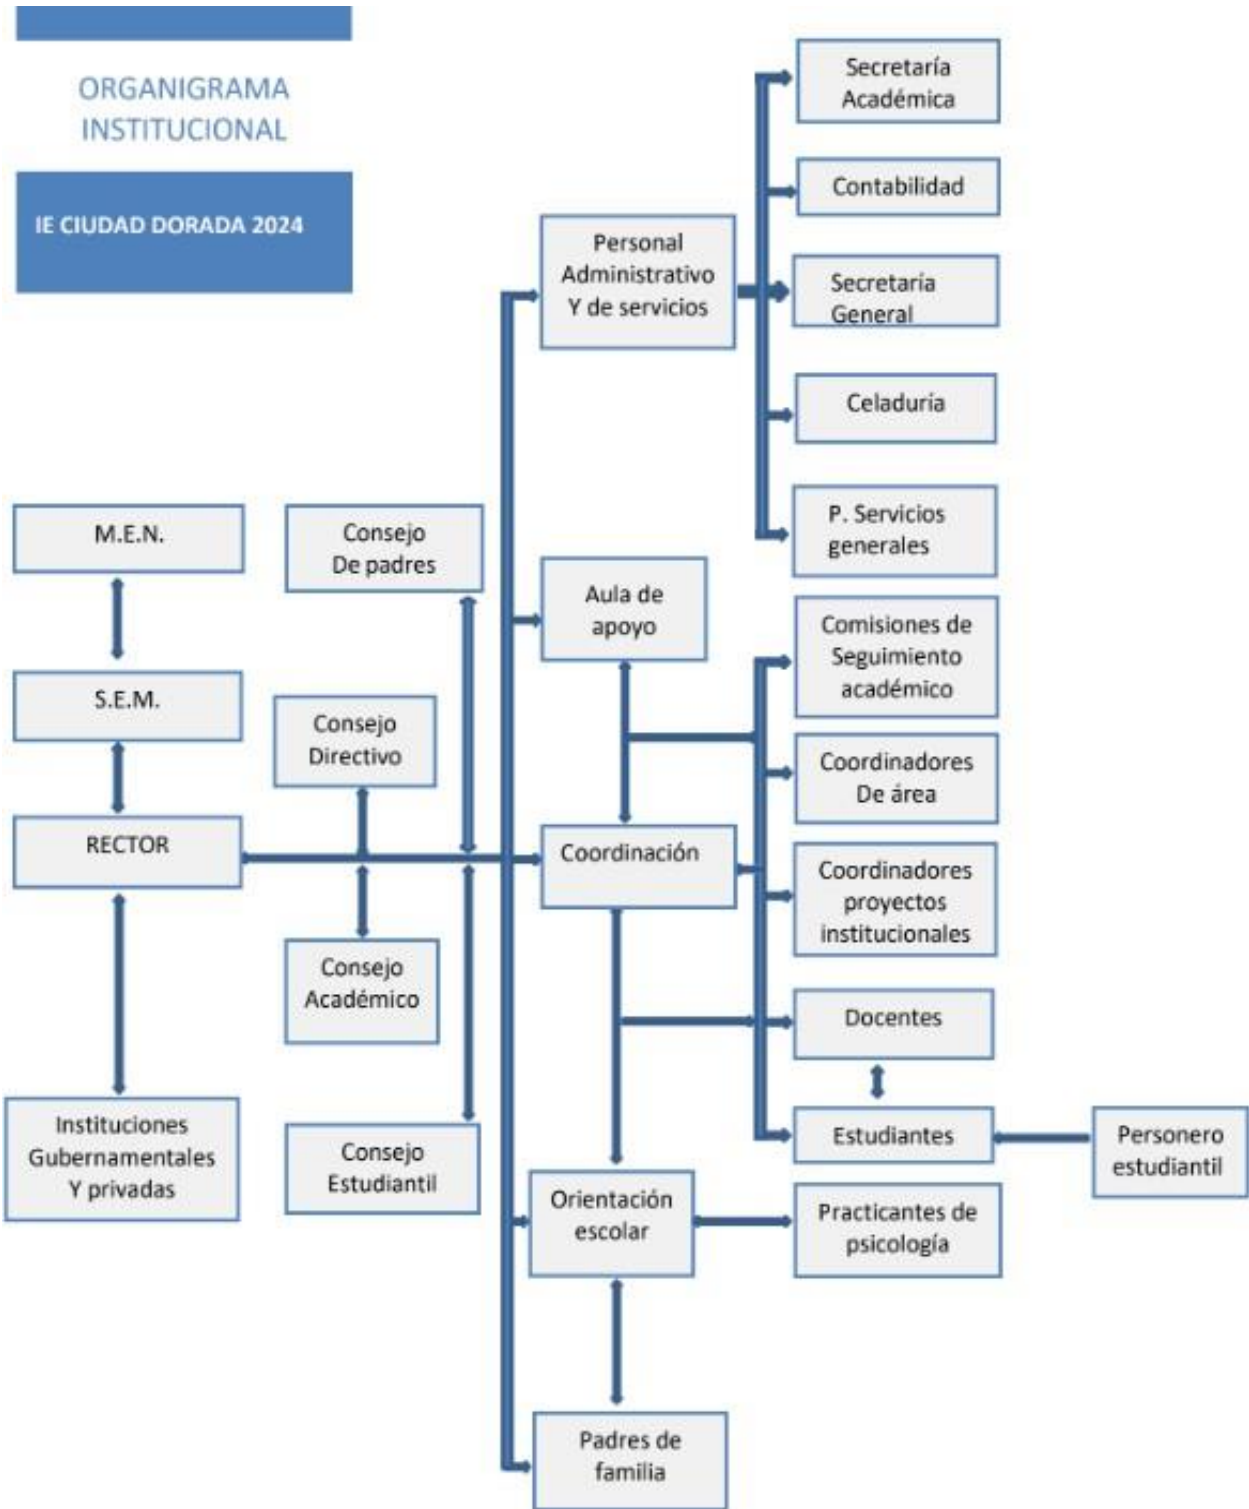 ORGANIGRAMA
INSTITUCIONAL
IE CIUDAD DORADA 2024
Secretaría
Académica
Contabilidad
Personal
Administrativo
Y de servicios
Secretaría
General
Celaduría
P. Servicios
generales
M.E.N.
Consejo
De padres
Aula de
apoyo
Comisiones de
Seguimiento
académico
S.E.M.
Consejo
Directivo
Coordinadores
De área
RECTOR
Coordinación
Coordinadores
proyectos
institucionales
Consejo
Académico
Docentes
Instituciones
Gubernamentales
Y privadas
Consejo
Estudiantil
Estudiantes
Personero
estudiantil
Orientación
escolar
Practicantes de
psicología
Padres de
familia